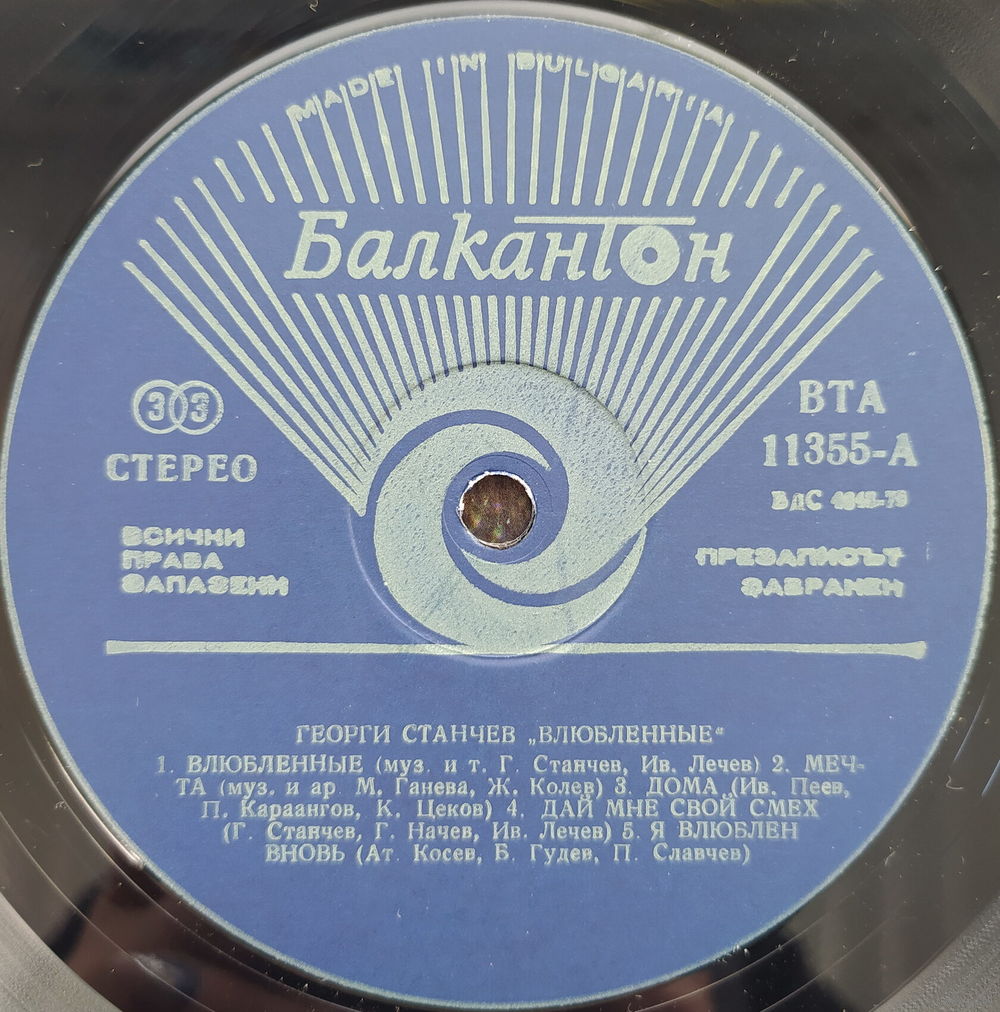 MADE IN BULGARIA
Балкантон
33
СТЕРЕО
ВСИЧКИ
ПРАВА
ЗАПАЗЕНИ
ВТА
11355-А
ВДС
ПРЕЗАПИСЪТ
ЗАБРАНЕН
ГЕОРГИ СТАНЧЕВ „ВЛЮБЛЕННЫЕ“
1. ВЛЮБЛЕННЫЕ (муз. и т. Г. Станчев, Ив. Лечев) 2. МЕЧ-
ТА (муз. и ар. М. Ганева, Ж. Колев) 3. ДОМА (Ив. Пеев,
П. Караангов, К. Цеков) 4. ДАЙ МНЕ СВОЙ СМЕХ
(Г. Станчев, Г. Начев, Ив. Лечев) 5. Я ВЛЮБЛЕН
ВНОВЬ (Ат. Косев, Б. Гудев, П. Славчев)